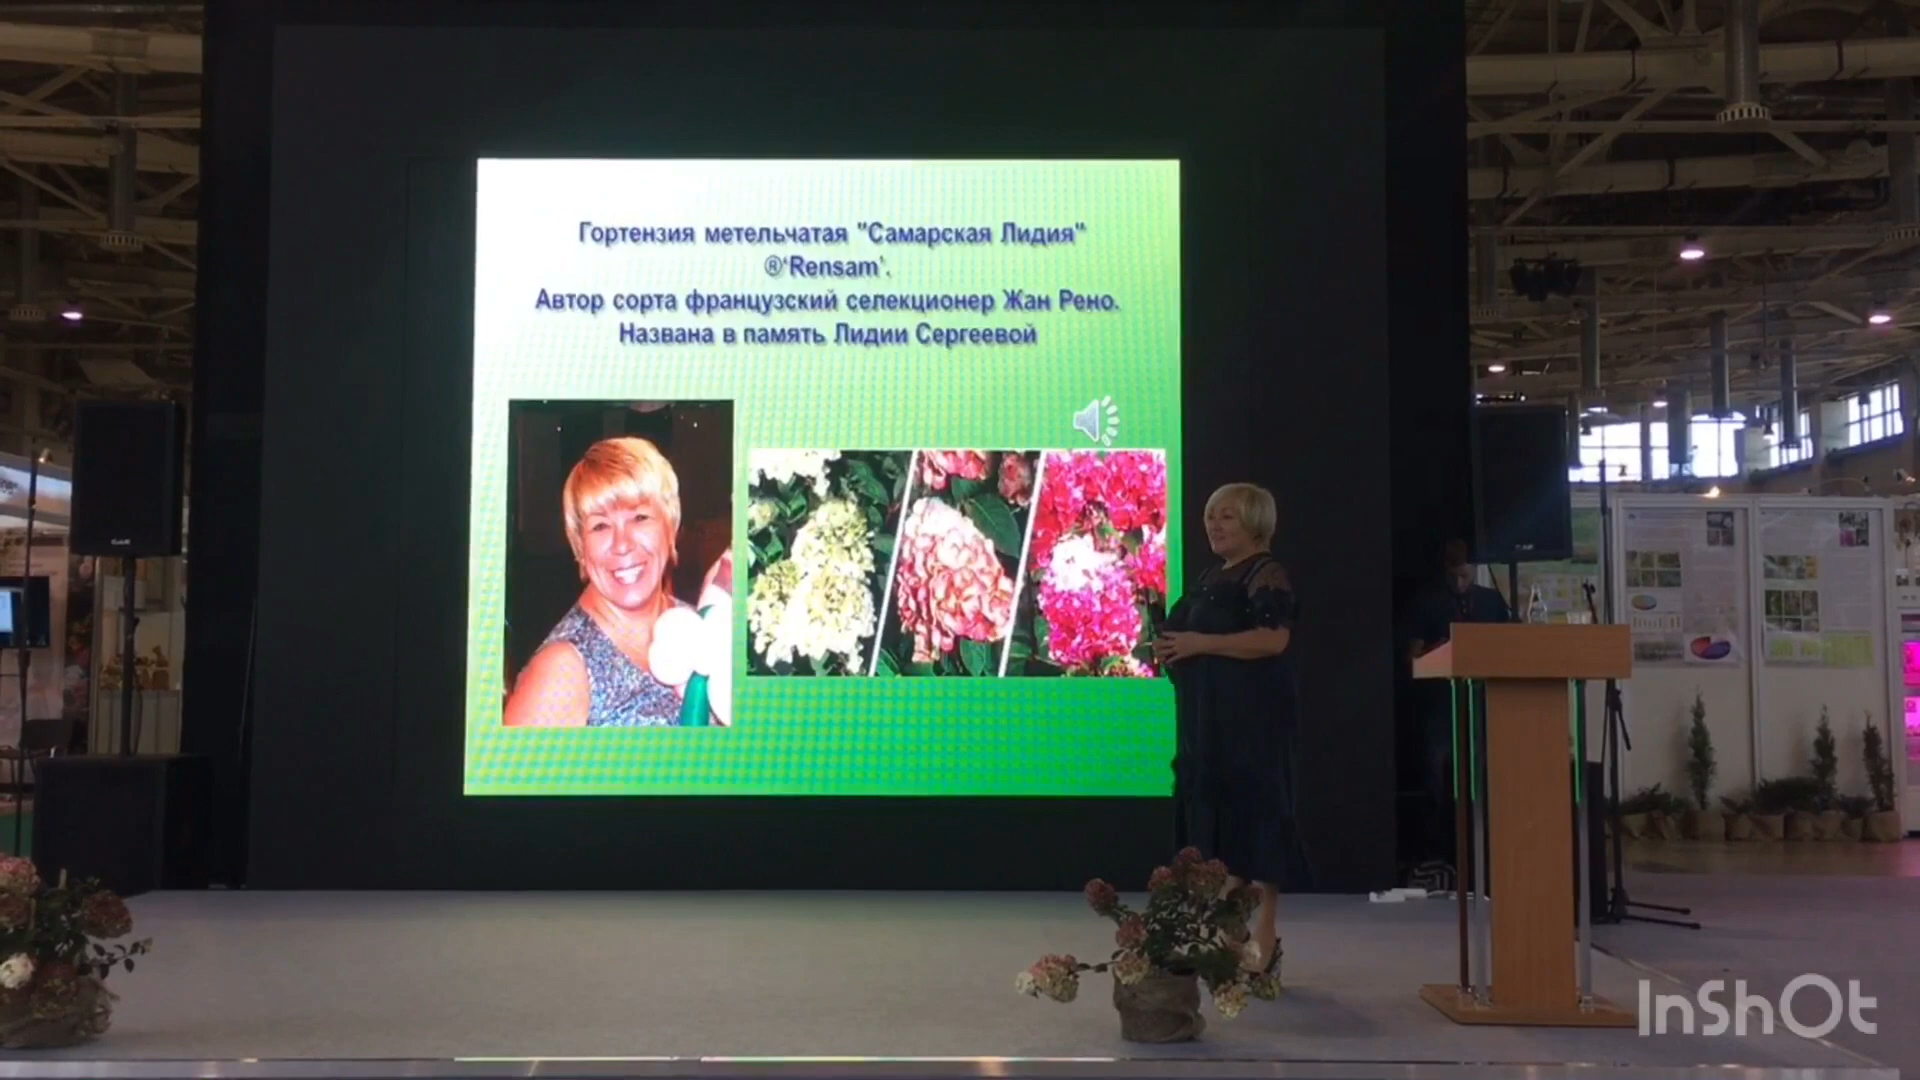 Гортензия метельчатая "Самарская Лидия"
®'Rensam'.
Автор сорта французский селекционер Жан Рено.
Названа в память Лидии Сергеевой
InShOt